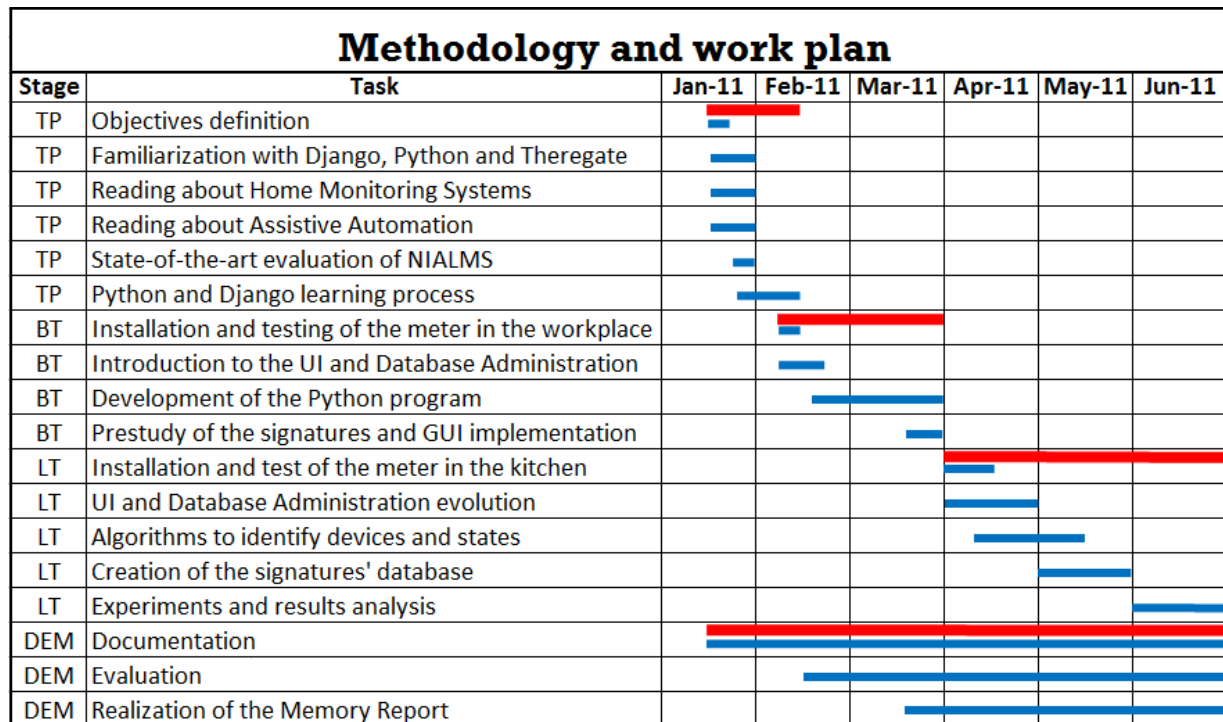 Methodology and work plan
Stage Task Jan-11 Feb-11 Mar-11 Apr-11 May-11 Jun-11
TP Objectives definition
TP Familiarization with Django, Python and Theregate
TP Reading about Home Monitoring Systems
TP Reading about Assistive Automation
TP State-of-the-art evaluation of NIALMS
TP Python and Django learning process
BT Installation and testing of the meter in the workplace
BT Introduction to the UI and Database Administration
BT Development of the Python program
BT Prestudy of the signatures and GUI implementation
LT Installation and test of the meter in the kitchen
LT UI and Database Administration evolution
LT Algorithms to identify devices and states
LT Creation of the signatures' database
LT Experiments and results analysis
DEM Documentation
DEM Evaluation
DEM Realization of the Memory Report